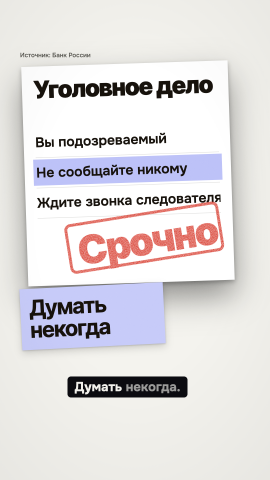 Источник: Банк России
Уголовное дело
Вы подозреваемый
Не сообщайте никому
Ждите звонка следователя
Срочно
Думать
некогда
Думать некогда.